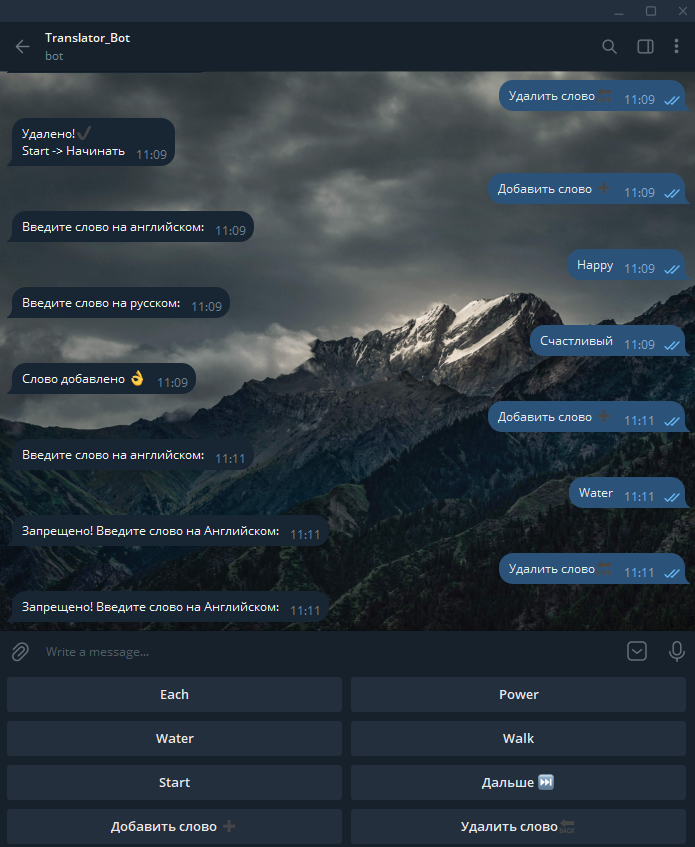 Translator_Bot
bot
Удалить слово 11:09
Удалено!✔
Start -> Начинать 11:09
Добавить слово ➕ 11:09
Введите слово на английском: 11:09
Happy 11:09
Введите слово на русском: 11:09
Счастливый 11:09
Слово добавлено 👌 11:09
Добавить слово ➕ 11:11
Введите слово на английском: 11:11
Water 11:11
Запрещено! Введите слово на Английском: 11:11
Удалить слово 11:11
Запрещено! Введите слово на Английском: 11:11
Write a message...
Each
Power
Water
Walk
Start
Дальше ⏭
Добавить слово ➕
Удалить слово🔙